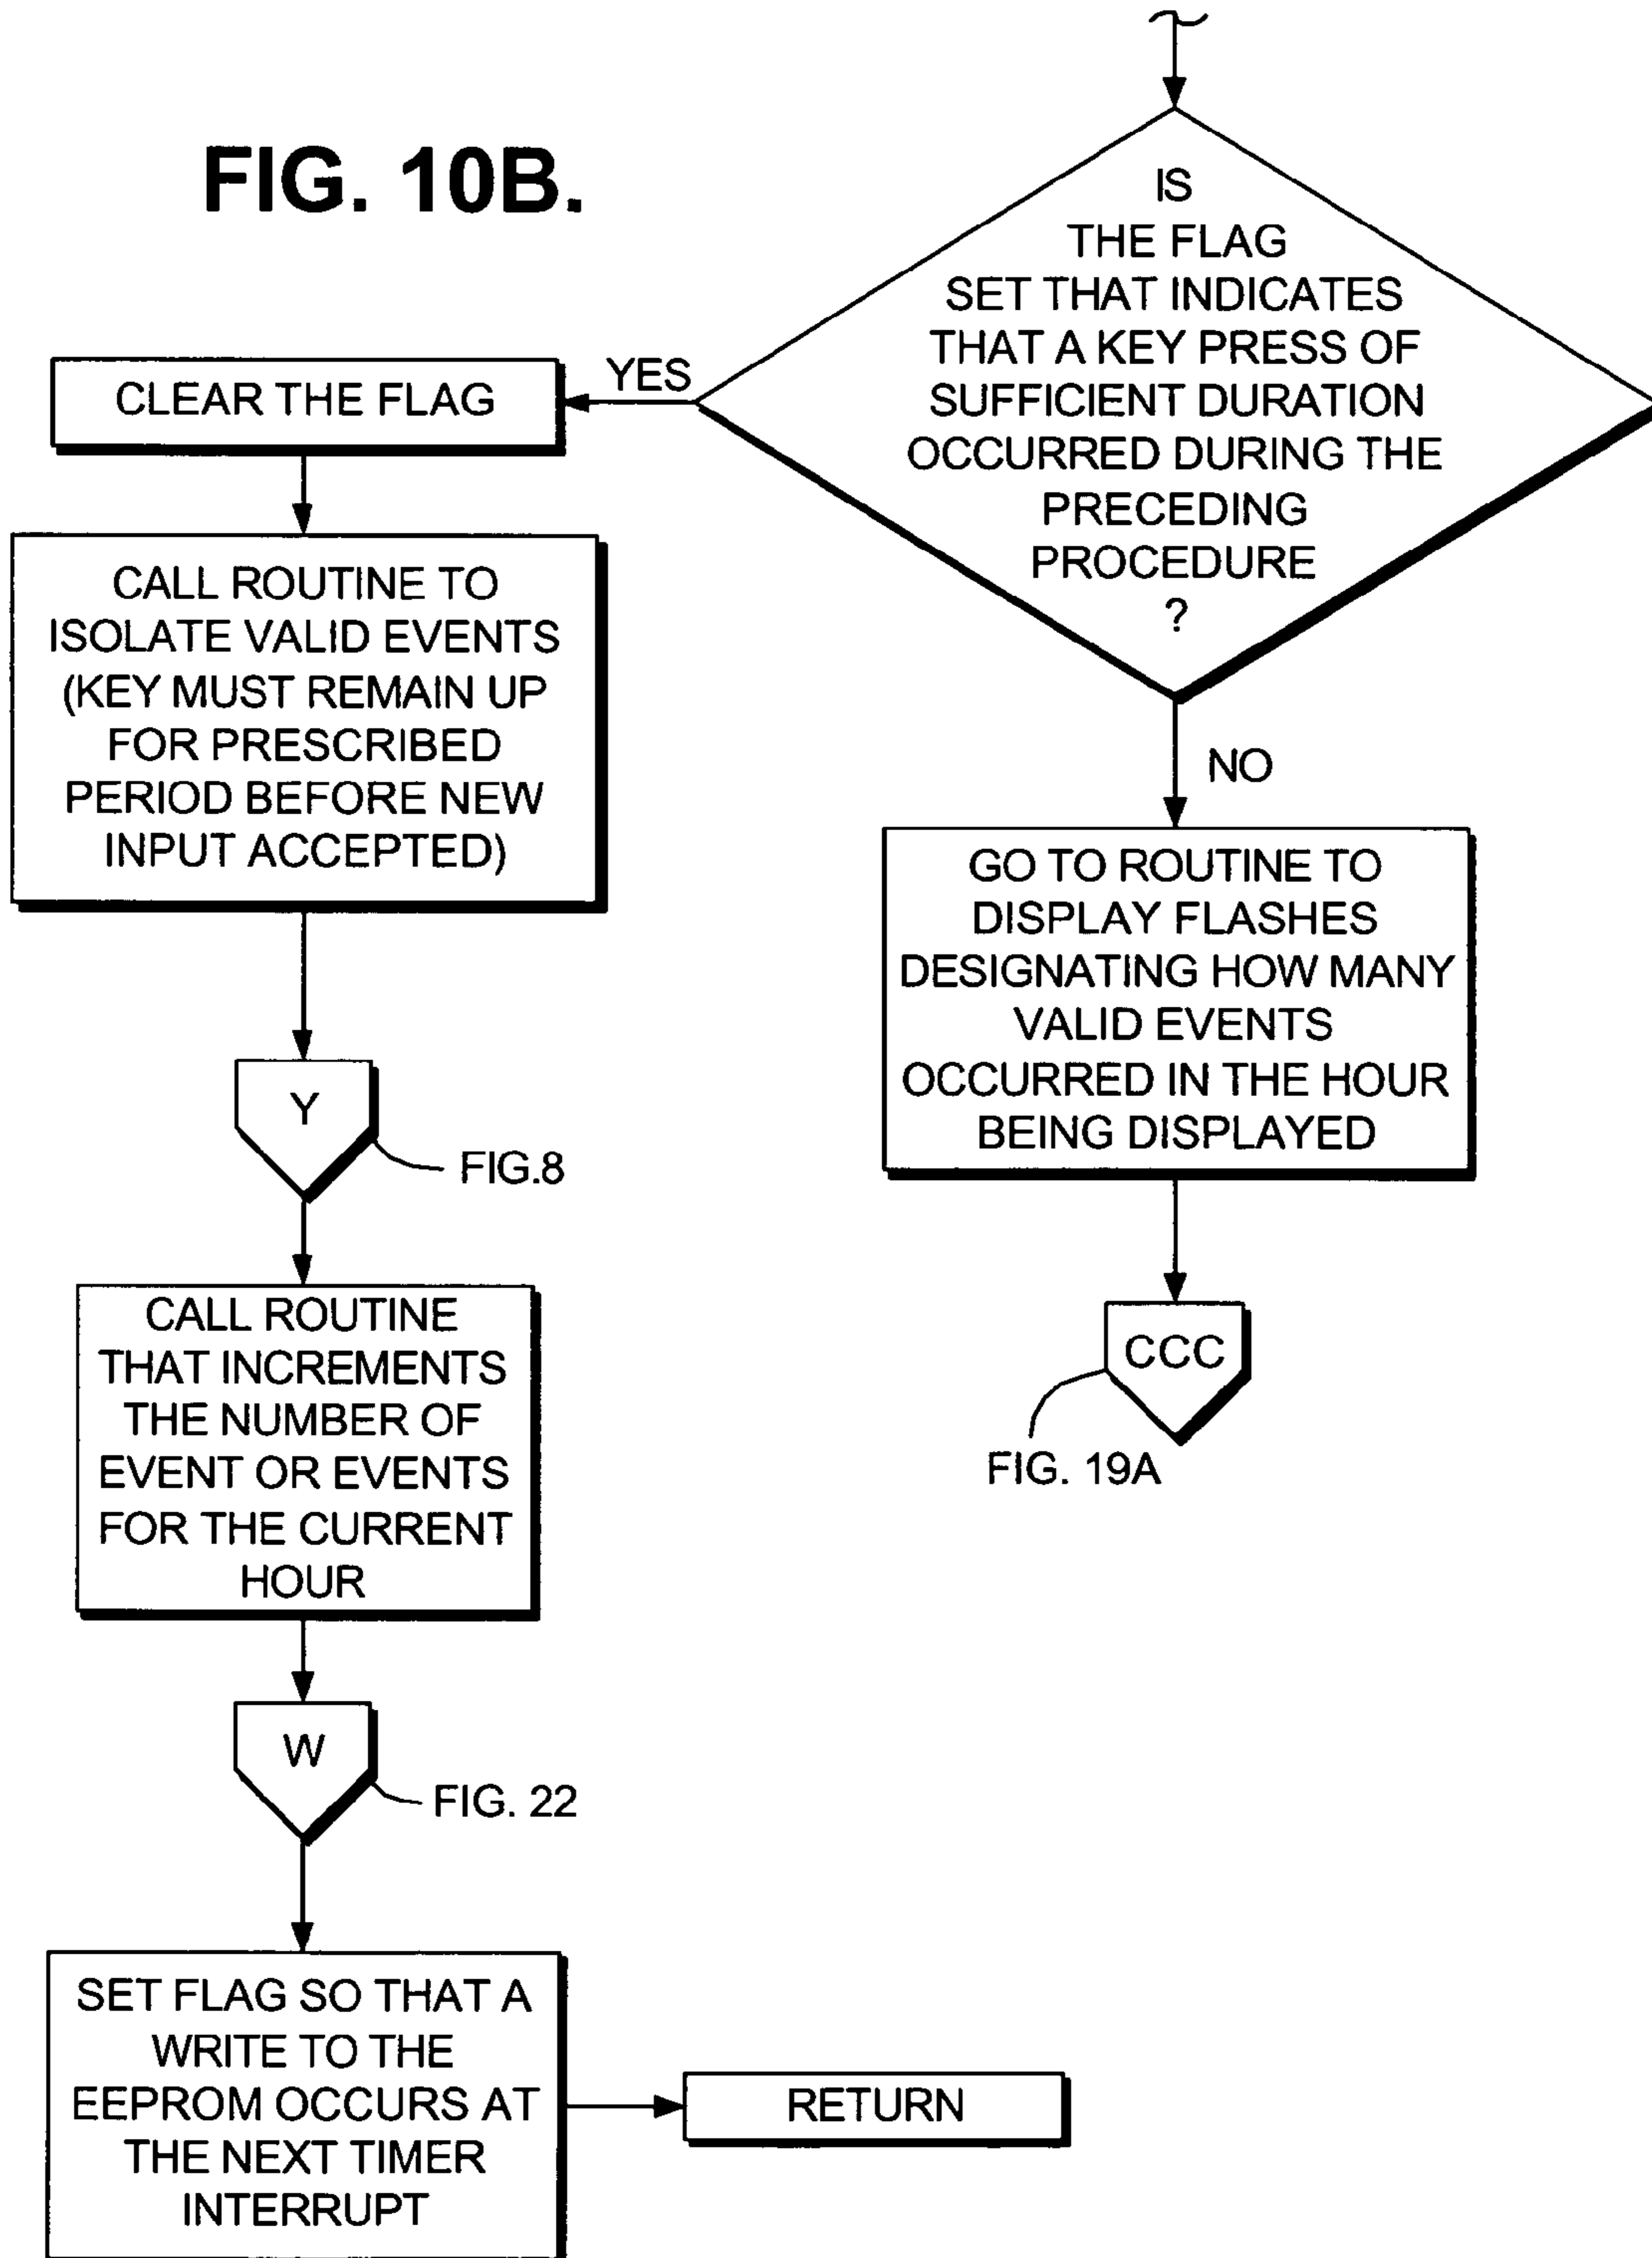 FIG. 10B.
IS
THE FLAG
SET THAT INDICATES
THAT A KEY PRESS OF
SUFFICIENT DURATION
OCCURRED DURING THE
PRECEDING
PROCEDURE
?
YES
CLEAR THE FLAG
CALL ROUTINE TO
ISOLATE VALID EVENTS
(KEY MUST REMAIN UP
FOR PRESCRIBED
PERIOD BEFORE NEW
INPUT ACCEPTED)
Y
FIG.8
CALL ROUTINE
THAT INCREMENTS
THE NUMBER OF
EVENT OR EVENTS
FOR THE CURRENT
HOUR
W
FIG. 22
SET FLAG SO THAT A
WRITE TO THE
EEPROM OCCURS AT
THE NEXT TIMER
INTERRUPT
RETURN
NO
GO TO ROUTINE TO
DISPLAY FLASHES
DESIGNATING HOW MANY
VALID EVENTS
OCCURRED IN THE HOUR
BEING DISPLAYED
CCC
FIG. 19A